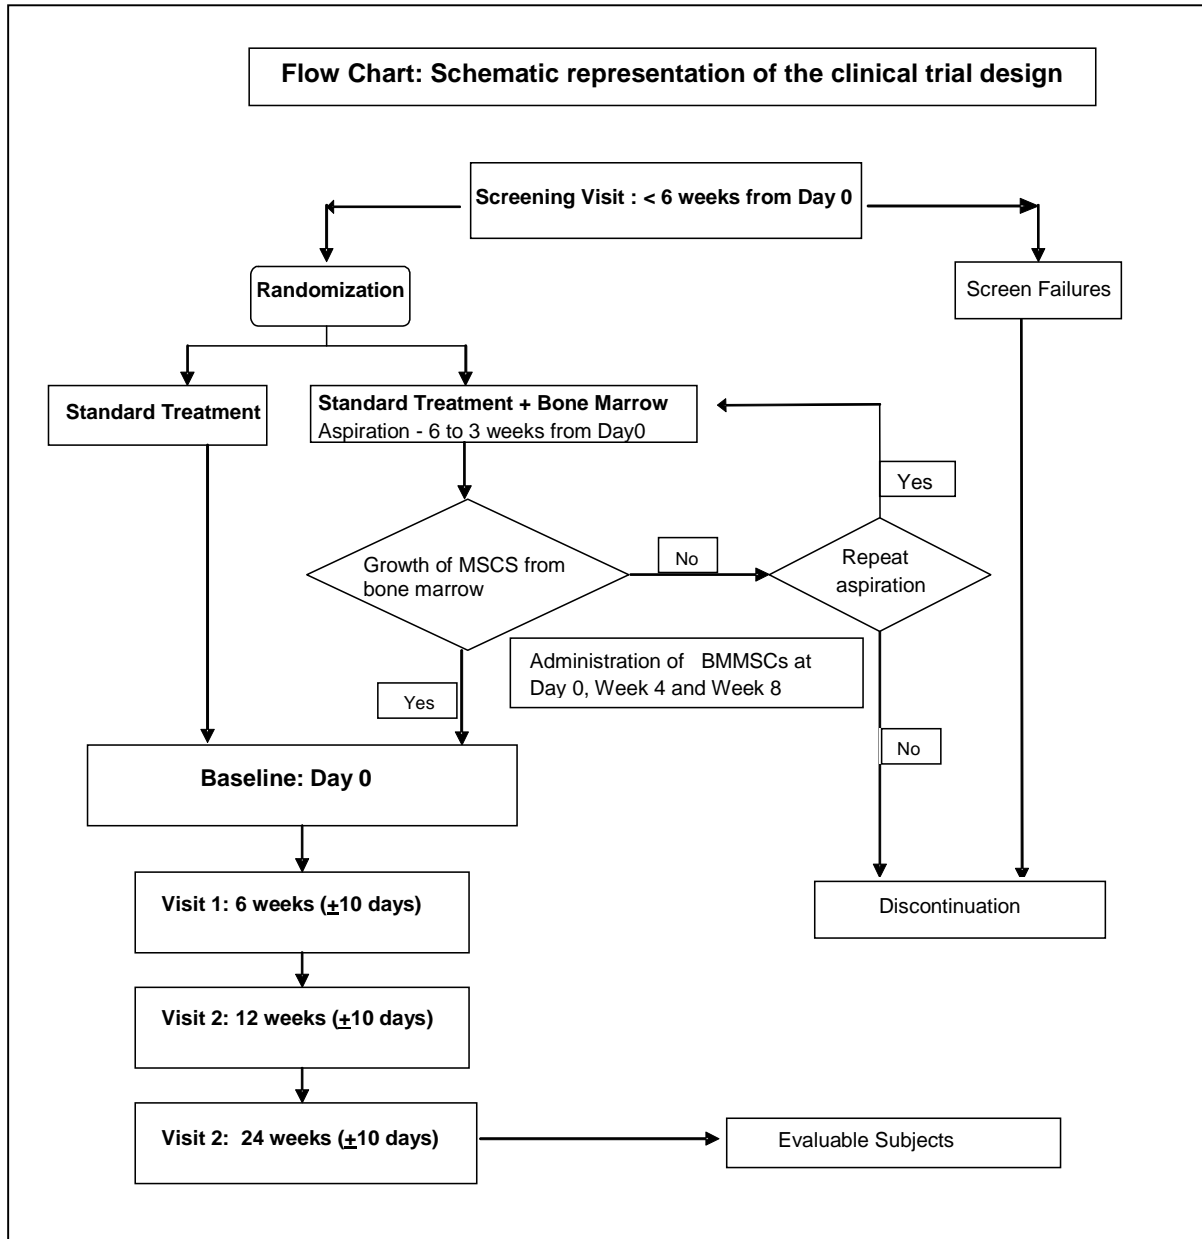 Flow Chart: Schematic representation of the clinical trial design
Screening Visit : < 6 weeks from Day 0
Randomization
Screen Failures
Standard Treatment
Standard Treatment + Bone Marrow
Aspiration - 6 to 3 weeks from Day0
Yes
Growth of MSCS from
bone marrow
No
Repeat
aspiration
Administration of BMMSCs at
Day 0, Week 4 and Week 8
Yes
No
Baseline: Day 0
Visit 1: 6 weeks (±10 days)
Discontinuation
Visit 2: 12 weeks (±10 days)
Visit 2: 24 weeks (±10 days)
Evaluable Subjects